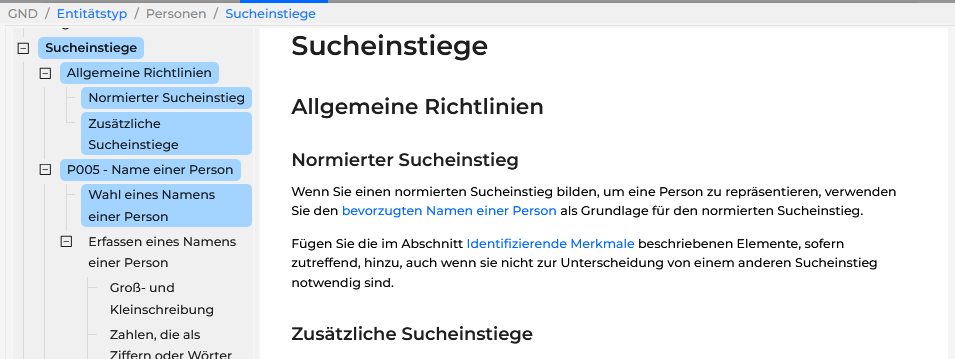 GND / Entitätstyp / Personen / Sucheinstiege
Sucheinstiege
Allgemeine Richtlinien
Normierter Sucheinstieg
Zusätzliche
Sucheinstiege
P005 - Name einer Person
Wahl eines Namens
einer Person
Erfassen eines Namens
einer Person
Groß- und
Kleinschreibung
Zahlen, die als
Ziffern oder Wörter
Sucheinstiege
Allgemeine Richtlinien
Normierter Sucheinstieg
Wenn Sie einen normierten Sucheinstieg bilden, um eine Person zu repräsentieren, verwenden
Sie den bevorzugten Namen einer Person als Grundlage für den normierten Sucheinstieg.
Fügen Sie die im Abschnitt Identifizierende Merkmale beschriebenen Elemente, sofern
zutreffend, hinzu, auch wenn sie nicht zur Unterscheidung von einem anderen Sucheinstieg
notwendig sind.
Zusätzliche Sucheinstiege